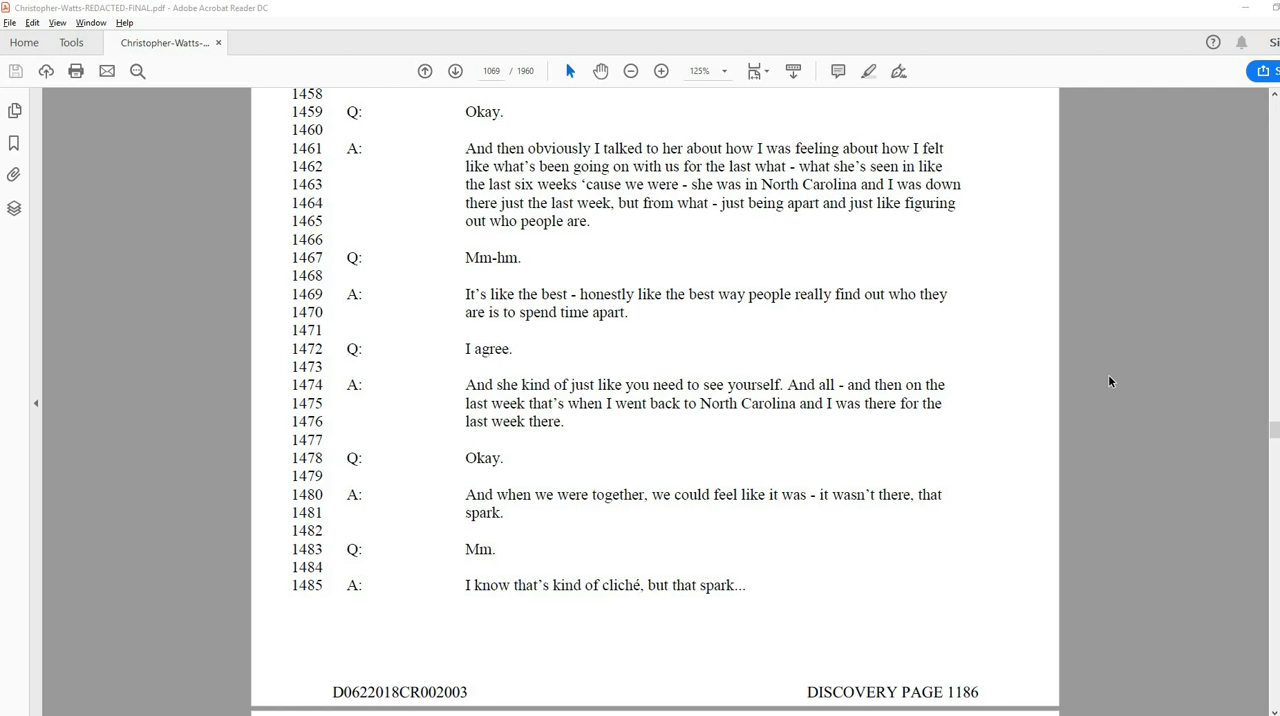 Christopher-Watts-REDACTED-FINAL.pdf - Adobe Acrobat Reader DC
File Edit View Window Help
Home Tools Christopher-Watts-... ×
1069 / 1960 125%
1458
1459 Q: Okay.
1460
1461 A: And then obviously I talked to her about how I was feeling about how I felt
1462 like what's been going on with us for the last what - what she's seen in like
1463 the last six weeks ‘cause we were - she was in North Carolina and I was down
1464 there just the last week, but from what - just being apart and just like figuring
1465 out who people are.
1466
1467 Q: Mm-hm.
1468
1469 A: It's like the best - honestly like the best way people really find out who they
1470 are is to spend time apart.
1471
1472 Q: I agree.
1473
1474 A: And she kind of just like you need to see yourself. And all - and then on the
1475 last week that's when I went back to North Carolina and I was there for the
1476 last week there.
1477
1478 Q: Okay.
1479
1480 A: And when we were together, we could feel like it was - it wasn't there, that
1481 spark.
1482
1483 Q: Mm.
1484
1485 A: I know that's kind of cliché, but that spark...
D0622018CR002003 DISCOVERY PAGE 1186